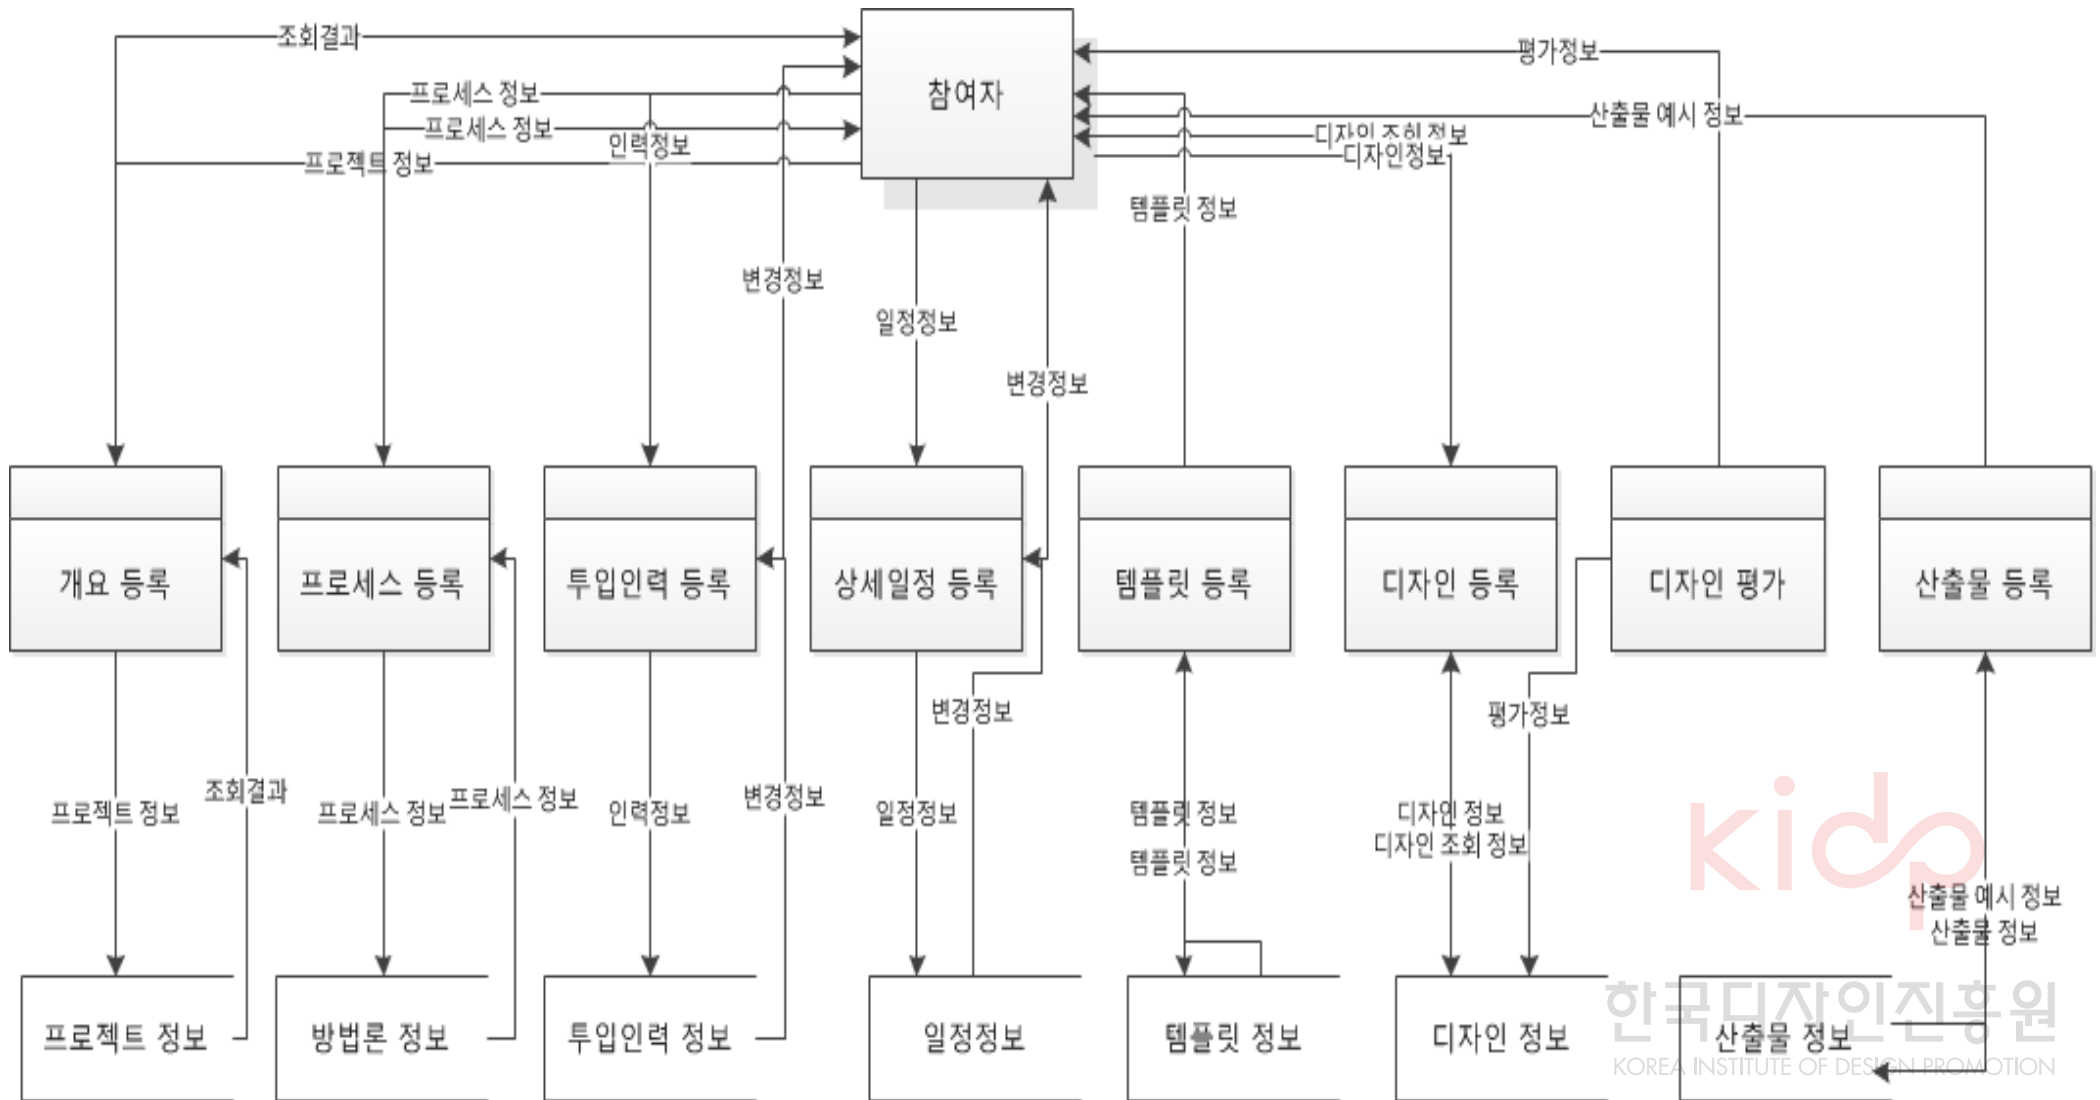 조회결과
참여자
평가정보
프로세스 정보
산출물 예시 정보
프로세스 정보
인력정보
디자인 조회 정보
프로젝트 정보
디자인정보
템플릿 정보
변경정보
일정정보
변경정보
개요 등록
프로세스 등록
투입인력 등록
상세일정 등록
템플릿 등록
디자인 등록
디자인 평가
산출물 등록
변경정보
평가정보
조회결과
프로젝트 정보
프로세스 정보
프로세스 정보
인력정보
변경정보
일정정보
템플릿 정보
템플릿 정보
디자인 정보
디자인 조회 정보
kidp
산출물 예시 정보
산출물 정보
프로젝트 정보
방법론 정보
투입인력 정보
일정정보
템플릿 정보
디자인 정보
산출물 정보
한국디자인진흥원
KOREA INSTITUTE OF DESIGN PROMOTION